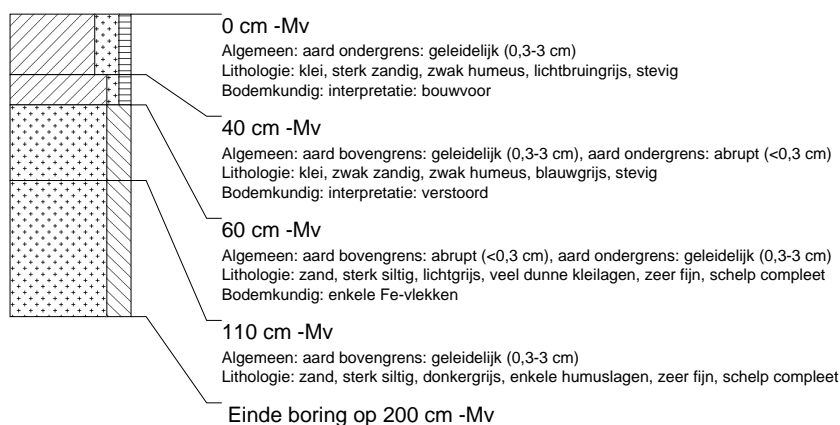 0 cm -Mv
Algemeen: aard ondergrens: geleidelijk (0,3-3 cm)
Lithologie: klei, sterk zandig, zwak humeus, lichtbruingrijs, stevig
Bodemkundig: interpretatie: bouwvoor
40 cm -Mv
Algemeen: aard bovengrens: geleidelijk (0,3-3 cm), aard ondergrens: abrupt (<0,3 cm)
Lithologie: klei, zwak zandig, zwak humeus, blauwgrijs, stevig
Bodemkundig: interpretatie: verstoord
60 cm -Mv
Algemeen: aard bovengrens: abrupt (<0,3 cm), aard ondergrens: geleidelijk (0,3-3 cm)
Lithologie: zand, sterk siltig, lichtgrijs, veel dunne kleilagen, zeer fijn, schelp compleet
Bodemkundig: enkele Fe-vlekken
110 cm -Mv
Algemeen: aard bovengrens: geleidelijk (0,3-3 cm)
Lithologie: zand, sterk siltig, donkergrijs, enkele humuslagen, zeer fijn, schelp compleet
Einde boring op 200 cm -Mv